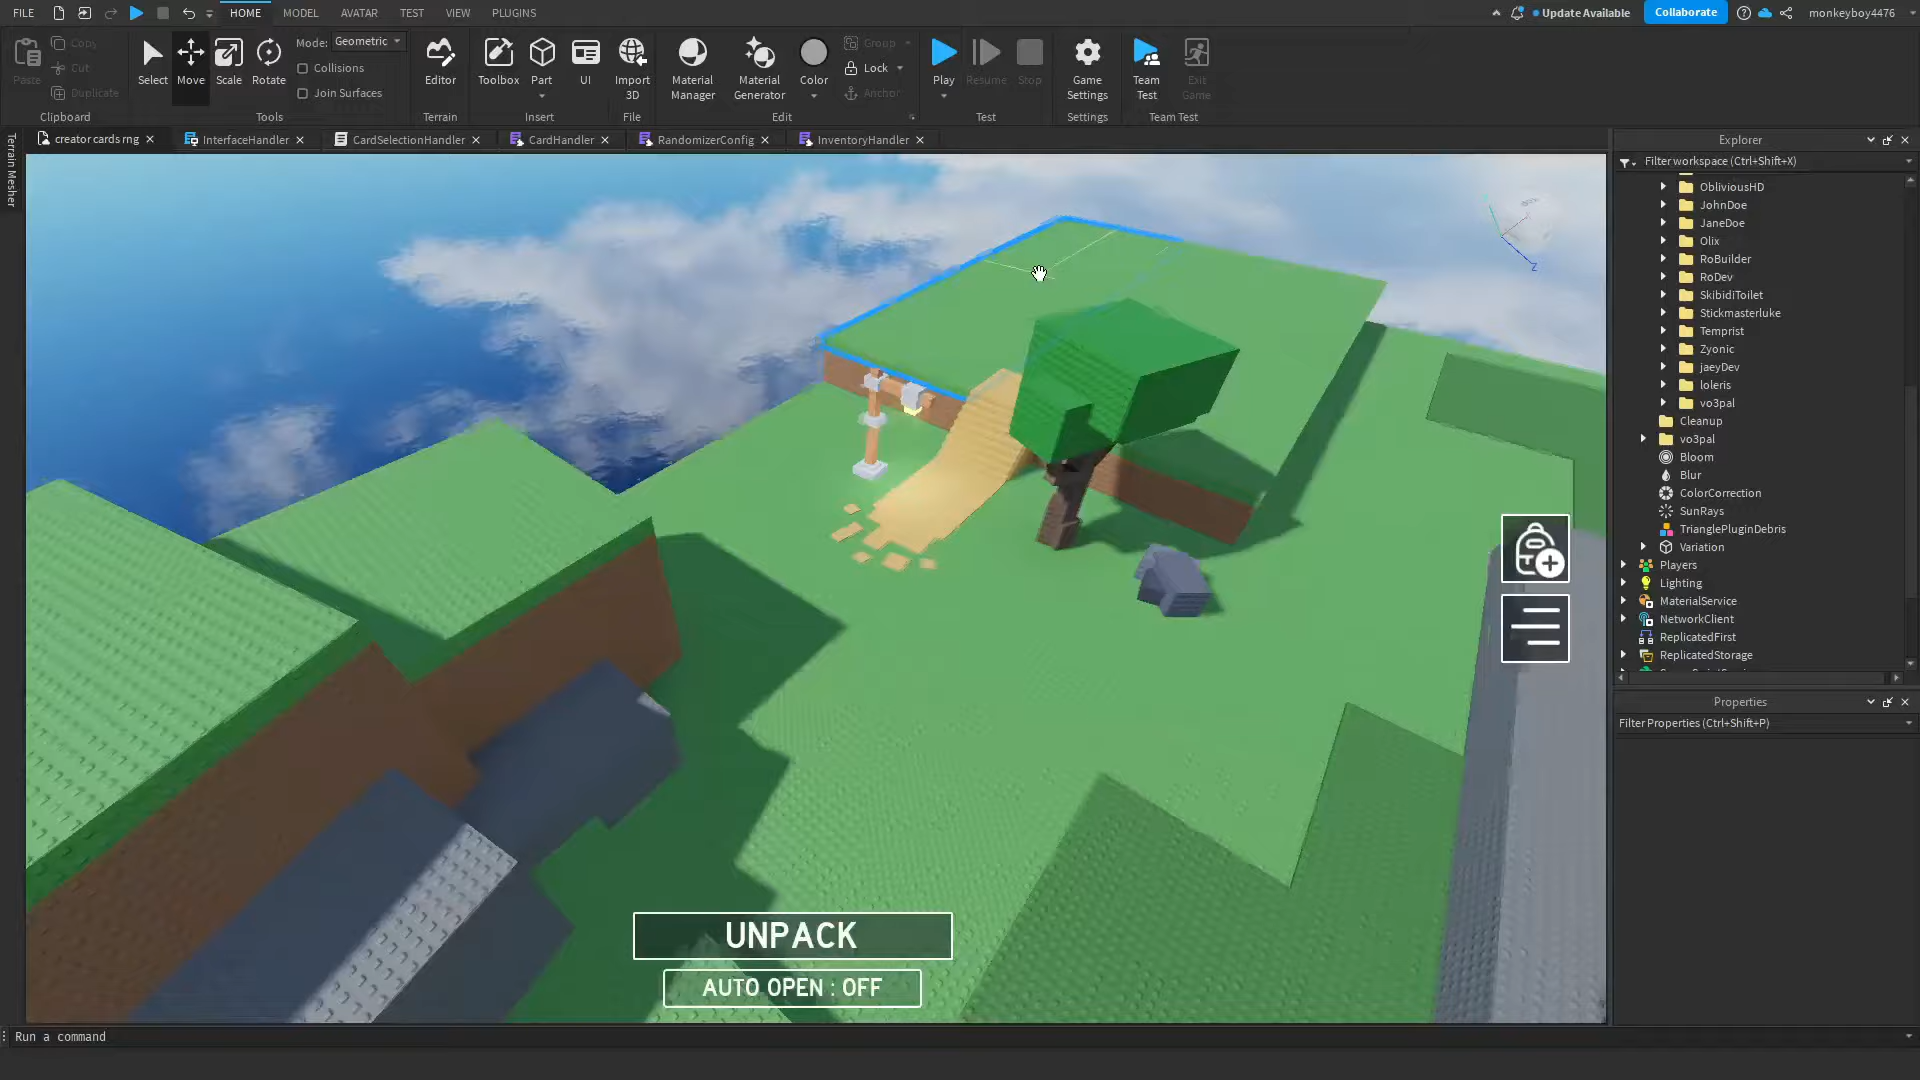 FILE HOME MODEL AVATAR TEST VIEW PLUGINS Update Available Collaborate monkeyboy4476
Paste Copy Cut Duplicate Clipboard
Select Move Scale Rotate Mode: Geometric Collisions Join Surfaces Tools
Editor Terrain
Toolbox Part UI Insert
Import 3D File
Material Manager Material Generator Color Group Lock Anchor Edit
Play Resume Stop Test
Game Settings Settings
Team Test Exit Game Team Test
creator cards rng InterfaceHandler CardSelectionHandler CardHandler RandomizerConfig InventoryHandler
Terrain Mesher
Z
UNPACK
AUTO OPEN : OFF
Explorer
Filter workspace (Ctrl+Shift+X)
ObliviousHD
JohnDoe
JaneDoe
Olix
RoBuilder
RoDev
SkibidiToilet
Stickmasterluke
Temprist
Zyonic
jaeyDev
loleris
vo3pal
Cleanup
vo3pal
Bloom
Blur
ColorCorrection
SunRays
TrianglePluginDebris
Variation
Players
Lighting
MaterialService
NetworkClient
ReplicatedFirst
ReplicatedStorage
Properties
Filter Properties (Ctrl+Shift+P)
Run a command